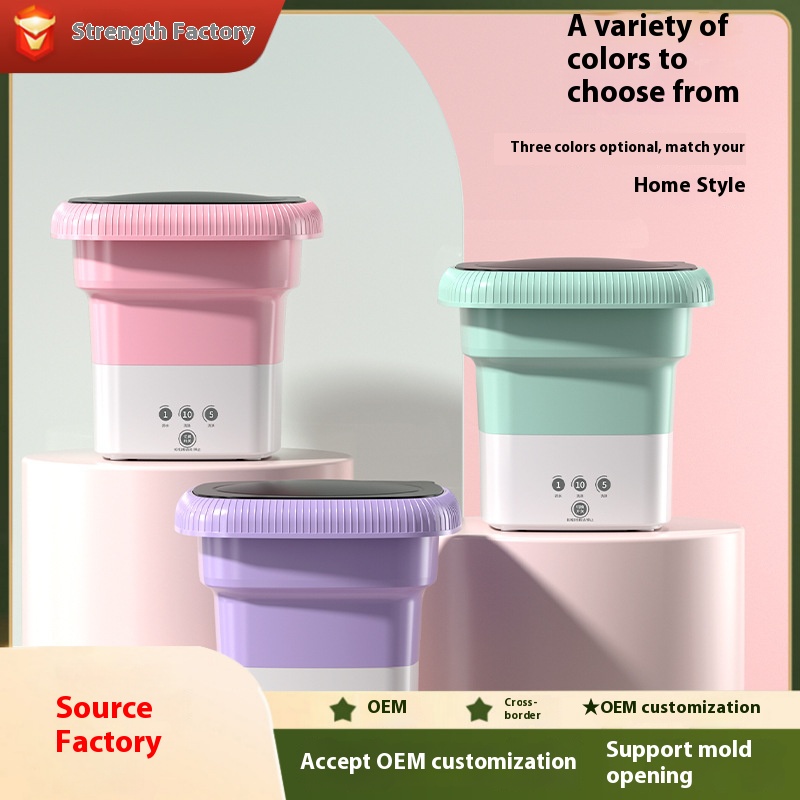 Strength Factory
A variety of
colors to
choose from
Three colors optional, match your
Home Style
1 10 5
1 10 5
Source
Factory
★ OEM
★ Cross-
border
★OEM customization
Accept OEM customization
Support mold
opening